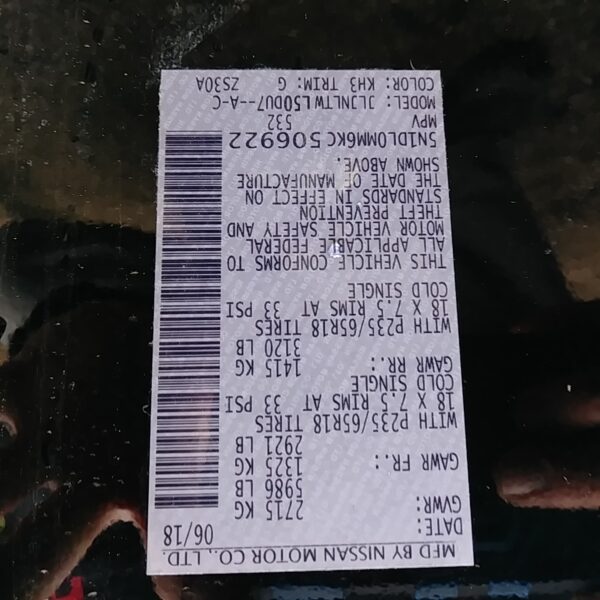 MFD BY NISSAN MOTOR CO., LTD.
DATE: 06/18
GVWR: 2715 KG
5986 LB
GAWR FR.: 1325 KG
2921 LB
WITH P235/65R18 TIRES
18 X 7.5 RIMS AT 33 PSI
COLD SINGLE
GAWR RR.: 1415 KG
3120 LB
WITH P235/65R18 TIRES
18 X 7.5 RIMS AT 33 PSI
COLD SINGLE
THIS VEHICLE CONFORMS TO
ALL APPLICABLE FEDERAL
MOTOR VEHICLE SAFETY AND
THEFT PREVENTION
STANDARDS IN EFFECT ON
THE DATE OF MANUFACTURE
SHOWN ABOVE.
5N1DL0MM6KC506922
MPV 532
MODEL: JLJNLTWL50DU7--A-C
COLOR: KH3 TRIM: G ZS30A